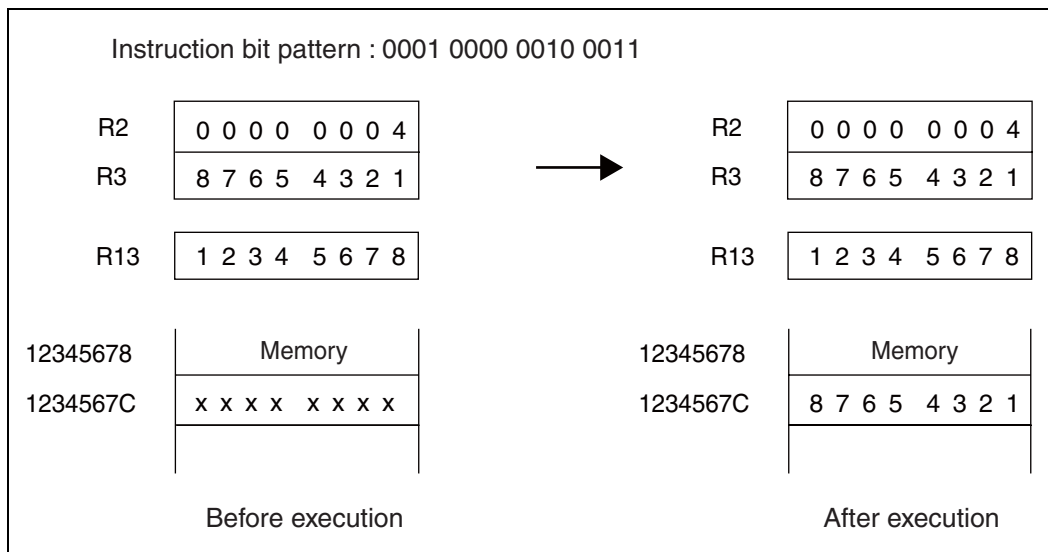 Instruction bit pattern : 0001 0000 0010 0011
R2 0 0 0 0 0 0 0 4 R2 0 0 0 0 0 0 0 4
R3 8 7 6 5 4 3 2 1 R3 8 7 6 5 4 3 2 1
R13 1 2 3 4 5 6 7 8 R13 1 2 3 4 5 6 7 8
12345678 Memory 12345678 Memory
1234567C x x x x x x x x 1234567C 8 7 6 5 4 3 2 1
Before execution After execution